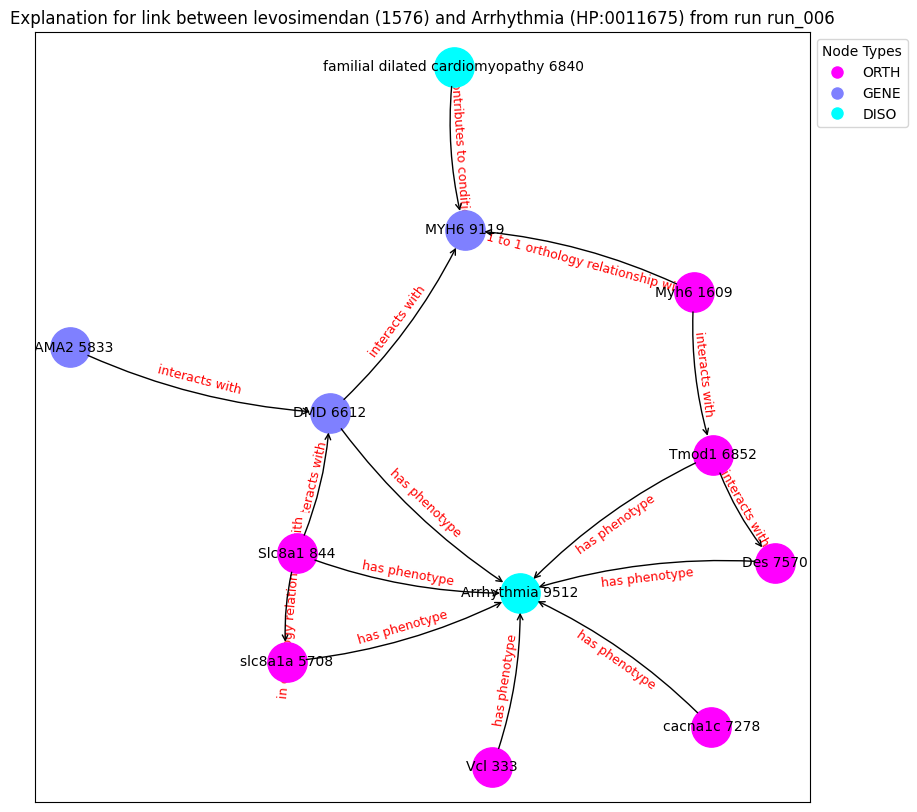 Explanation for link between levosimendan (1576) and Arrhythmia (HP:0011675) from run run_006
Node Types
ORTH
GENE
DISO
familial dilated cardiomyopathy 6840
ontributes to conditi
MYH6 9119
1 to 1 orthology relationship wi
Myh6 1609
interacts with
AMA2 5833
interacts with
interacts with
DMD 6612
Tmod1 6852
has phenotype
eracts with
has phenotype
interacts with
Slc8a1 844
has phenotype
Des 7570
has phenotype
Arrhythmia 9512
in
gy relation
ith
slc8a1a 5708
has phenotype
has phenotype
has phenotype
cacna1c 7278
Vcl 333